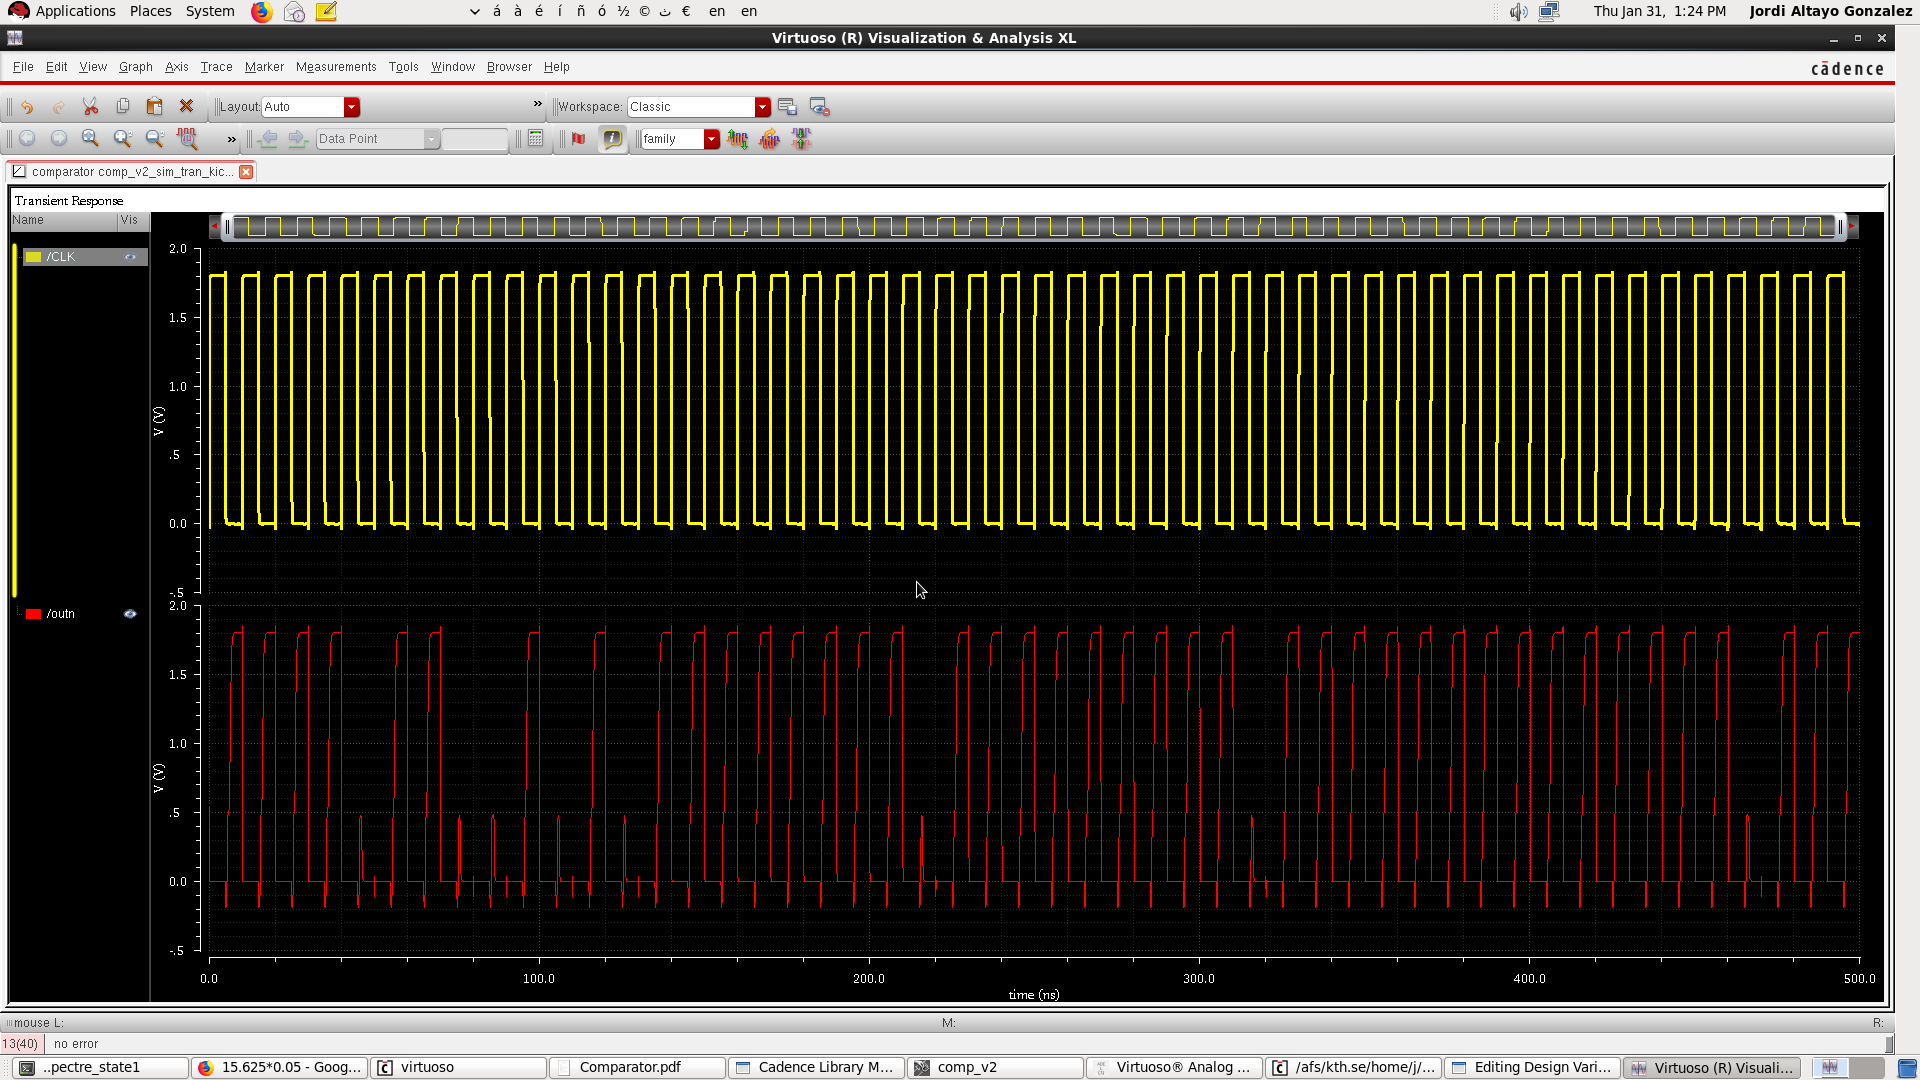 Applications Places System á à é í ñ ó ½ © ث € en en Thu Jan 31, 1:24 PM Jordi Altayo Gonzalez
Virtuoso (R) Visualization & Analysis XL
File Edit View Graph Axis Trace Marker Measurements Tools Window Browser Help cādence
Layout: Auto » Workspace: Classic
» Data Point family
comparator comp_v2_sim_tran_kic...
Transient Response
Name Vis
/CLK
2.0
1.5
1.0
.5
0.0
-.5
V (V)
/outn
2.0
1.5
1.0
.5
0.0
-.5
V (V)
0.0 100.0 200.0 300.0 400.0 500.0
time (ns)
mouse L: M: R:
13(40) no error
..pectre_state1 15.625*0.05 - Goog... virtuoso Comparator.pdf Cadence Library M... comp_v2 Virtuoso® Analog ... /afs/kth.se/home/j/... Editing Design Vari... Virtuoso (R) Visuali...